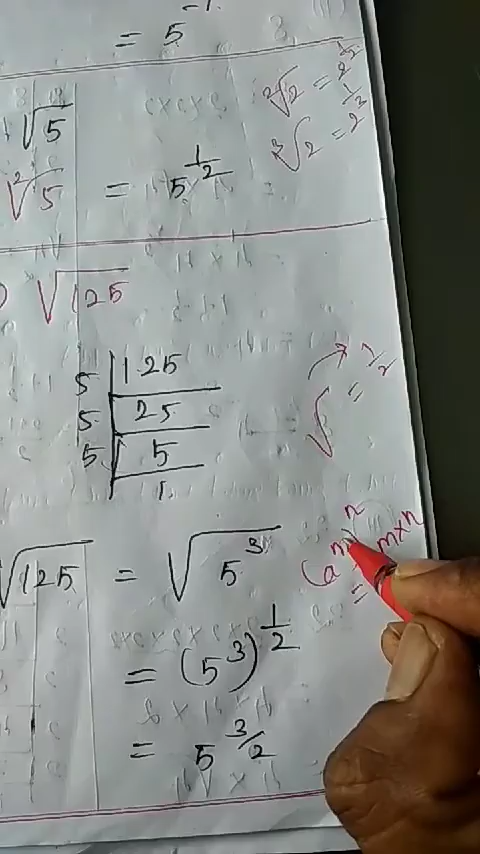 = 5^-1
√5
²√2 = 2^1/2
³√2 = 2^1/3
²√5 = 5^1/2
) √125
5 | 125
5 | 25
5 | 5
1
√ = 1/2
√125 = √5³
(a^m)^n = m×n
= (5³)^1/2
= 5^3/2